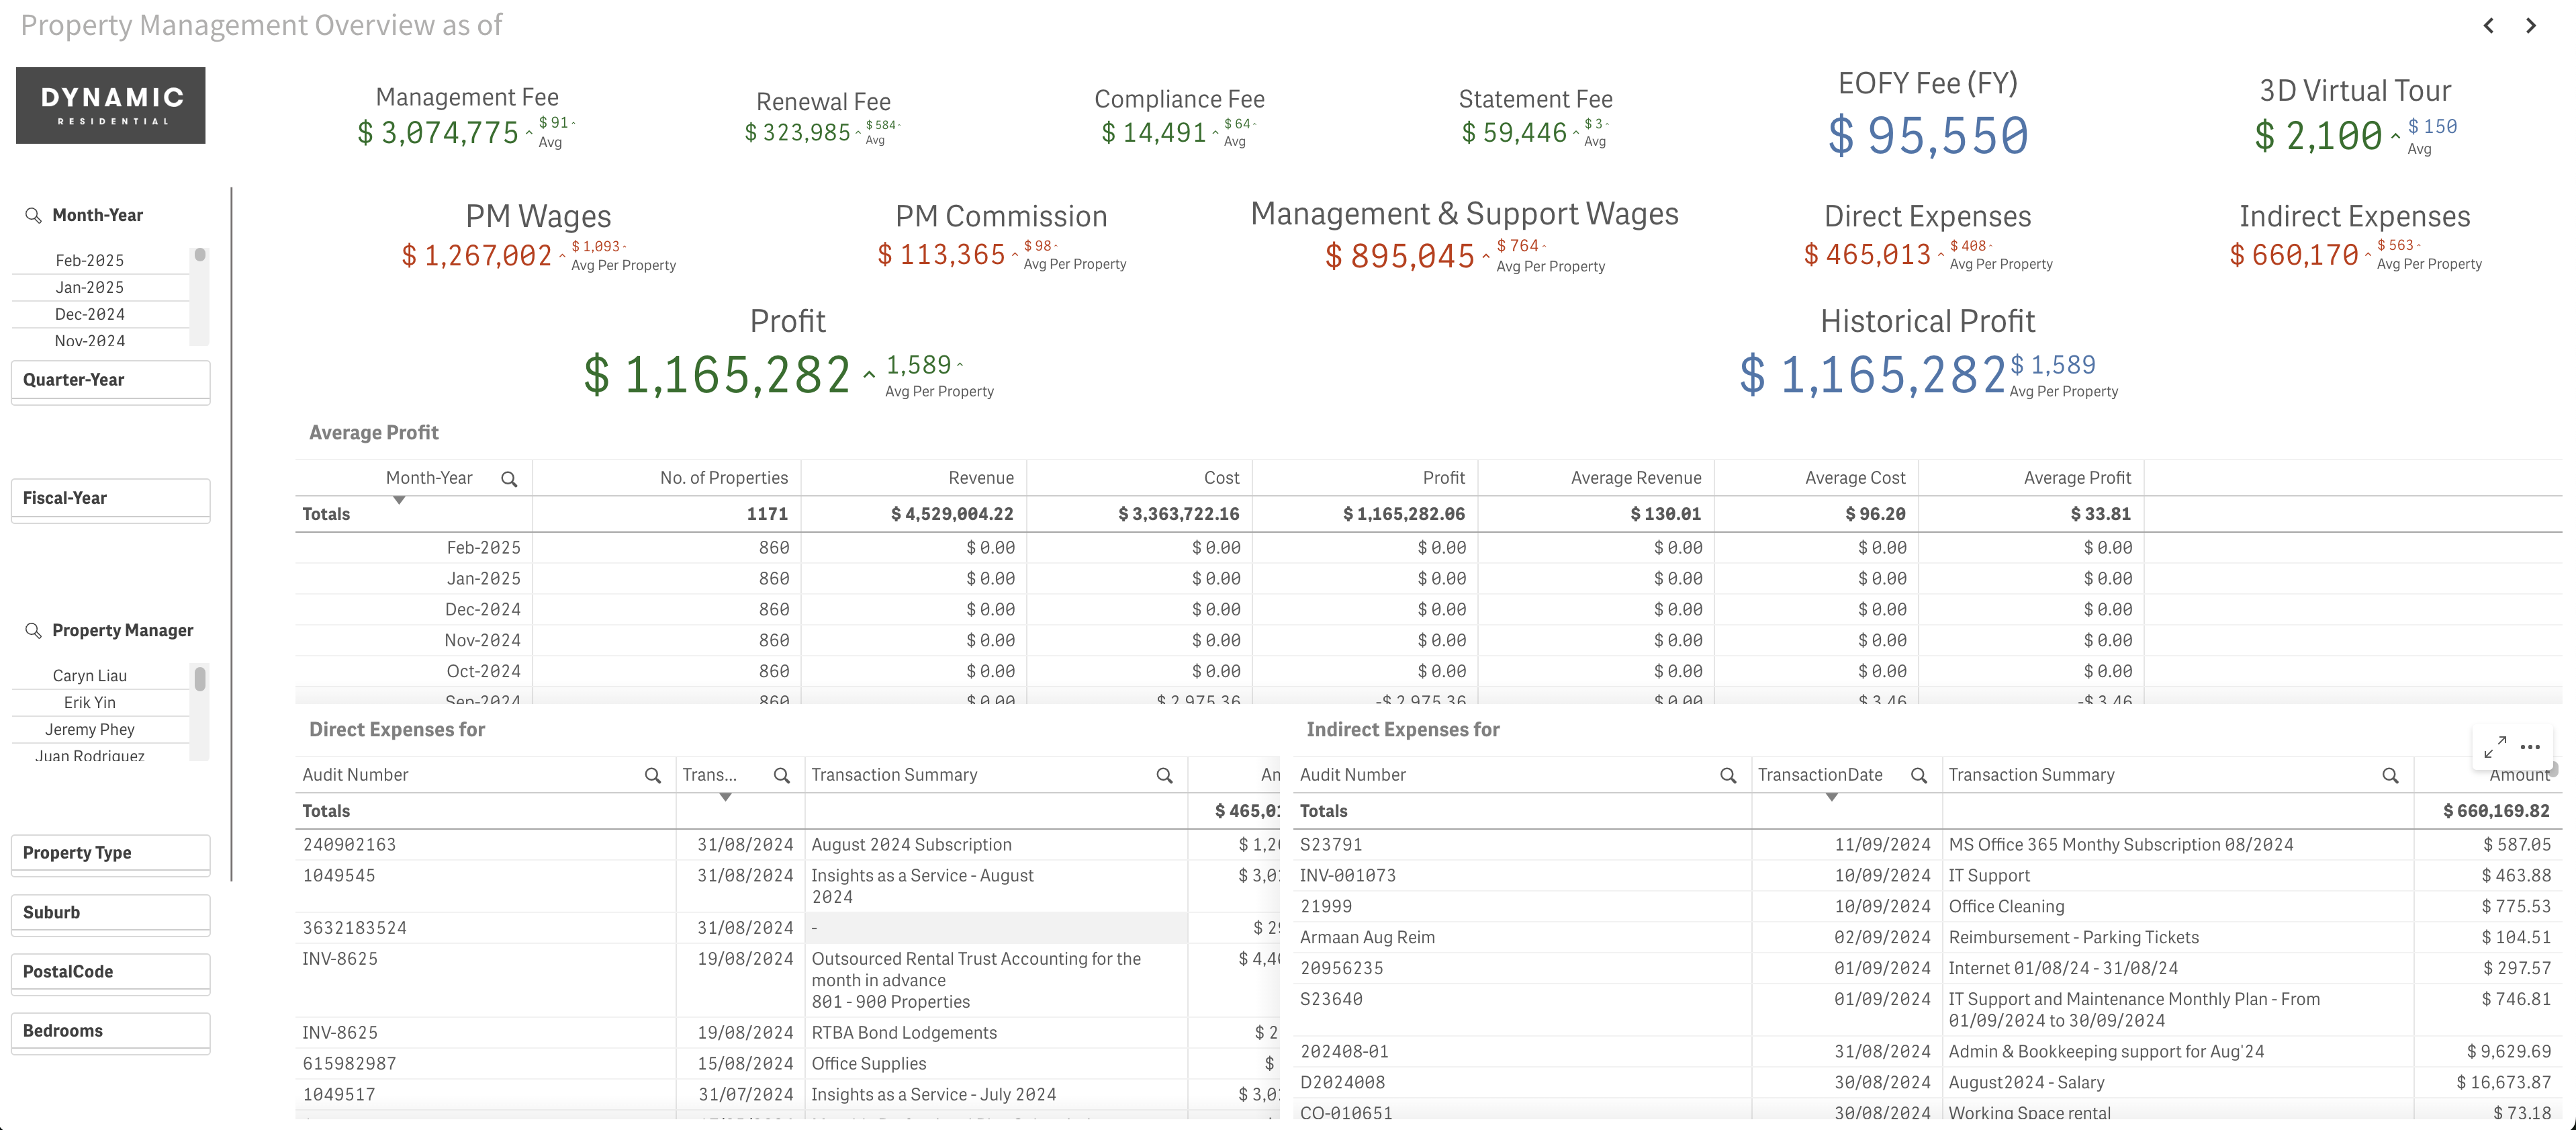 Property Management Overview as of
DYNAMIC
RESIDENTIAL
Management Fee
$ 3,074,775 $ 91
Avg
Renewal Fee
$ 323,985 $ 584
Avg
Compliance Fee
$ 14,491 $ 64
Avg
Statement Fee
$ 59,446 $ 3
Avg
EOFY Fee (FY)
$ 95,550
3D Virtual Tour
$ 2,100 $ 150
Avg
PM Wages
$ 1,267,002 $ 1,093
Avg Per Property
PM Commission
$ 113,365 $ 98
Avg Per Property
Management & Support Wages
$ 895,045 $ 764
Avg Per Property
Direct Expenses
$ 465,013 $ 408
Avg Per Property
Indirect Expenses
$ 660,170 $ 563
Avg Per Property
Profit
$ 1,165,282 1,589
Avg Per Property
Historical Profit
$ 1,165,282 $ 1,589
Avg Per Property
Month-Year
Feb-2025
Jan-2025
Dec-2024
Nov-2024
Quarter-Year
Fiscal-Year
Property Manager
Caryn Liau
Erik Yin
Jeremy Phey
Juan Rodriguez
Property Type
Suburb
PostalCode
Bedrooms
Average Profit
Month-Year No. of Properties Revenue Cost Profit Average Revenue Average Cost Average Profit
Totals 1171 $ 4,529,004.22 $ 3,363,722.16 $ 1,165,282.06 $ 130.01 $ 96.20 $ 33.81
Feb-2025 860 $ 0.00 $ 0.00 $ 0.00 $ 0.00 $ 0.00 $ 0.00
Jan-2025 860 $ 0.00 $ 0.00 $ 0.00 $ 0.00 $ 0.00 $ 0.00
Dec-2024 860 $ 0.00 $ 0.00 $ 0.00 $ 0.00 $ 0.00 $ 0.00
Nov-2024 860 $ 0.00 $ 0.00 $ 0.00 $ 0.00 $ 0.00 $ 0.00
Oct-2024 860 $ 0.00 $ 0.00 $ 0.00 $ 0.00 $ 0.00 $ 0.00
Sep-2024 860 $ 0.00 $ 2,975.36 -$ 2,975.36 $ 0.00 $ 3.46 -$ 3.46
Direct Expenses for
Audit Number Trans... Transaction Summary Am
Totals $ 465,01
240902163 31/08/2024 August 2024 Subscription $ 1,20
1049545 31/08/2024 Insights as a Service - August $ 3,01
2024
3632183524 31/08/2024 - $ 29
INV-8625 19/08/2024 Outsourced Rental Trust Accounting for the $ 4,40
month in advance
801 - 900 Properties
INV-8625 19/08/2024 RTBA Bond Lodgements $ 2
615982987 15/08/2024 Office Supplies $
1049517 31/07/2024 Insights as a Service - July 2024 $ 3,01
Indirect Expenses for
Audit Number TransactionDate Transaction Summary Amount
Totals $ 660,169.82
S23791 11/09/2024 MS Office 365 Monthy Subscription 08/2024 $ 587.05
INV-001073 10/09/2024 IT Support $ 463.88
21999 10/09/2024 Office Cleaning $ 775.53
Armaan Aug Reim 02/09/2024 Reimbursement - Parking Tickets $ 104.51
20956235 01/09/2024 Internet 01/08/24 - 31/08/24 $ 297.57
S23640 01/09/2024 IT Support and Maintenance Monthly Plan - From $ 746.81
01/09/2024 to 30/09/2024
202408-01 31/08/2024 Admin & Bookkeeping support for Aug'24 $ 9,629.69
D2024008 30/08/2024 August2024 - Salary $ 16,673.87
CO-010651 30/08/2024 Working Space rental $ 73.18